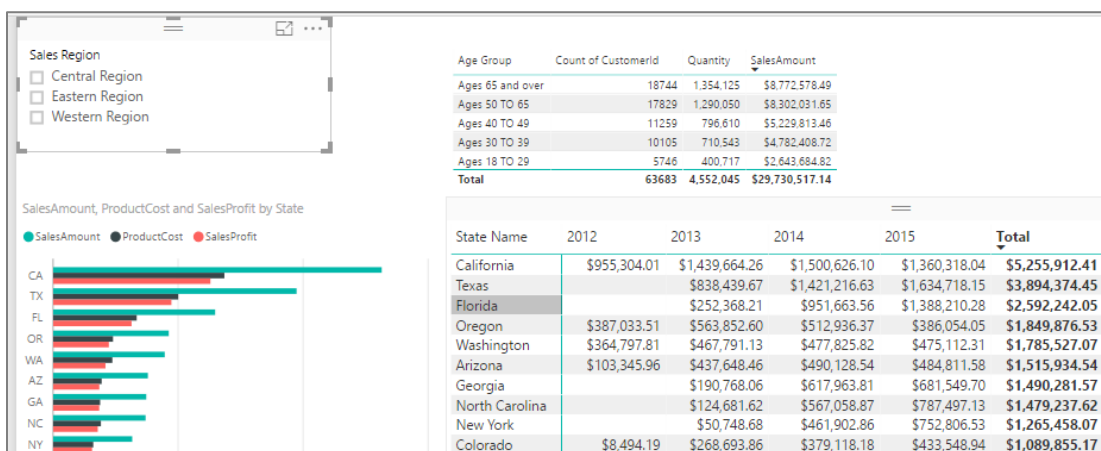 Sales Region
Central Region
Eastern Region
Western Region
Age Group Count of CustomerId Quantity SalesAmount
Ages 65 and over 18744 1,354,125 $8,772,578.49
Ages 50 TO 65 17829 1,290,050 $8,302,031.65
Ages 40 TO 49 11259 796,610 $5,229,813.46
Ages 30 TO 39 10105 710,543 $4,782,408.72
Ages 18 TO 29 5746 400,717 $2,643,684.82
Total 63683 4,552,045 $29,730,517.14
SalesAmount, ProductCost and SalesProfit by State
SalesAmount ProductCost SalesProfit
CA
TX
FL
OR
WA
AZ
GA
NC
NY
State Name 2012 2013 2014 2015 Total
California $955,304.01 $1,439,664.26 $1,500,626.10 $1,360,318.04 $5,255,912.41
Texas $838,439.67 $1,421,216.63 $1,634,718.15 $3,894,374.45
Florida $252,368.21 $951,663.56 $1,388,210.28 $2,592,242.05
Oregon $387,033.51 $563,852.60 $512,936.37 $386,054.05 $1,849,876.53
Washington $364,797.81 $467,791.13 $477,825.82 $475,112.31 $1,785,527.07
Arizona $103,345.96 $437,648.46 $490,128.54 $484,811.58 $1,515,934.54
Georgia $190,768.06 $617,963.81 $681,549.70 $1,490,281.57
North Carolina $124,681.62 $567,058.87 $787,497.13 $1,479,237.62
New York $50,748.68 $461,902.86 $752,806.53 $1,265,458.07
Colorado $8,494.19 $268,693.86 $379,118.18 $433,548.94 $1,089,855.17